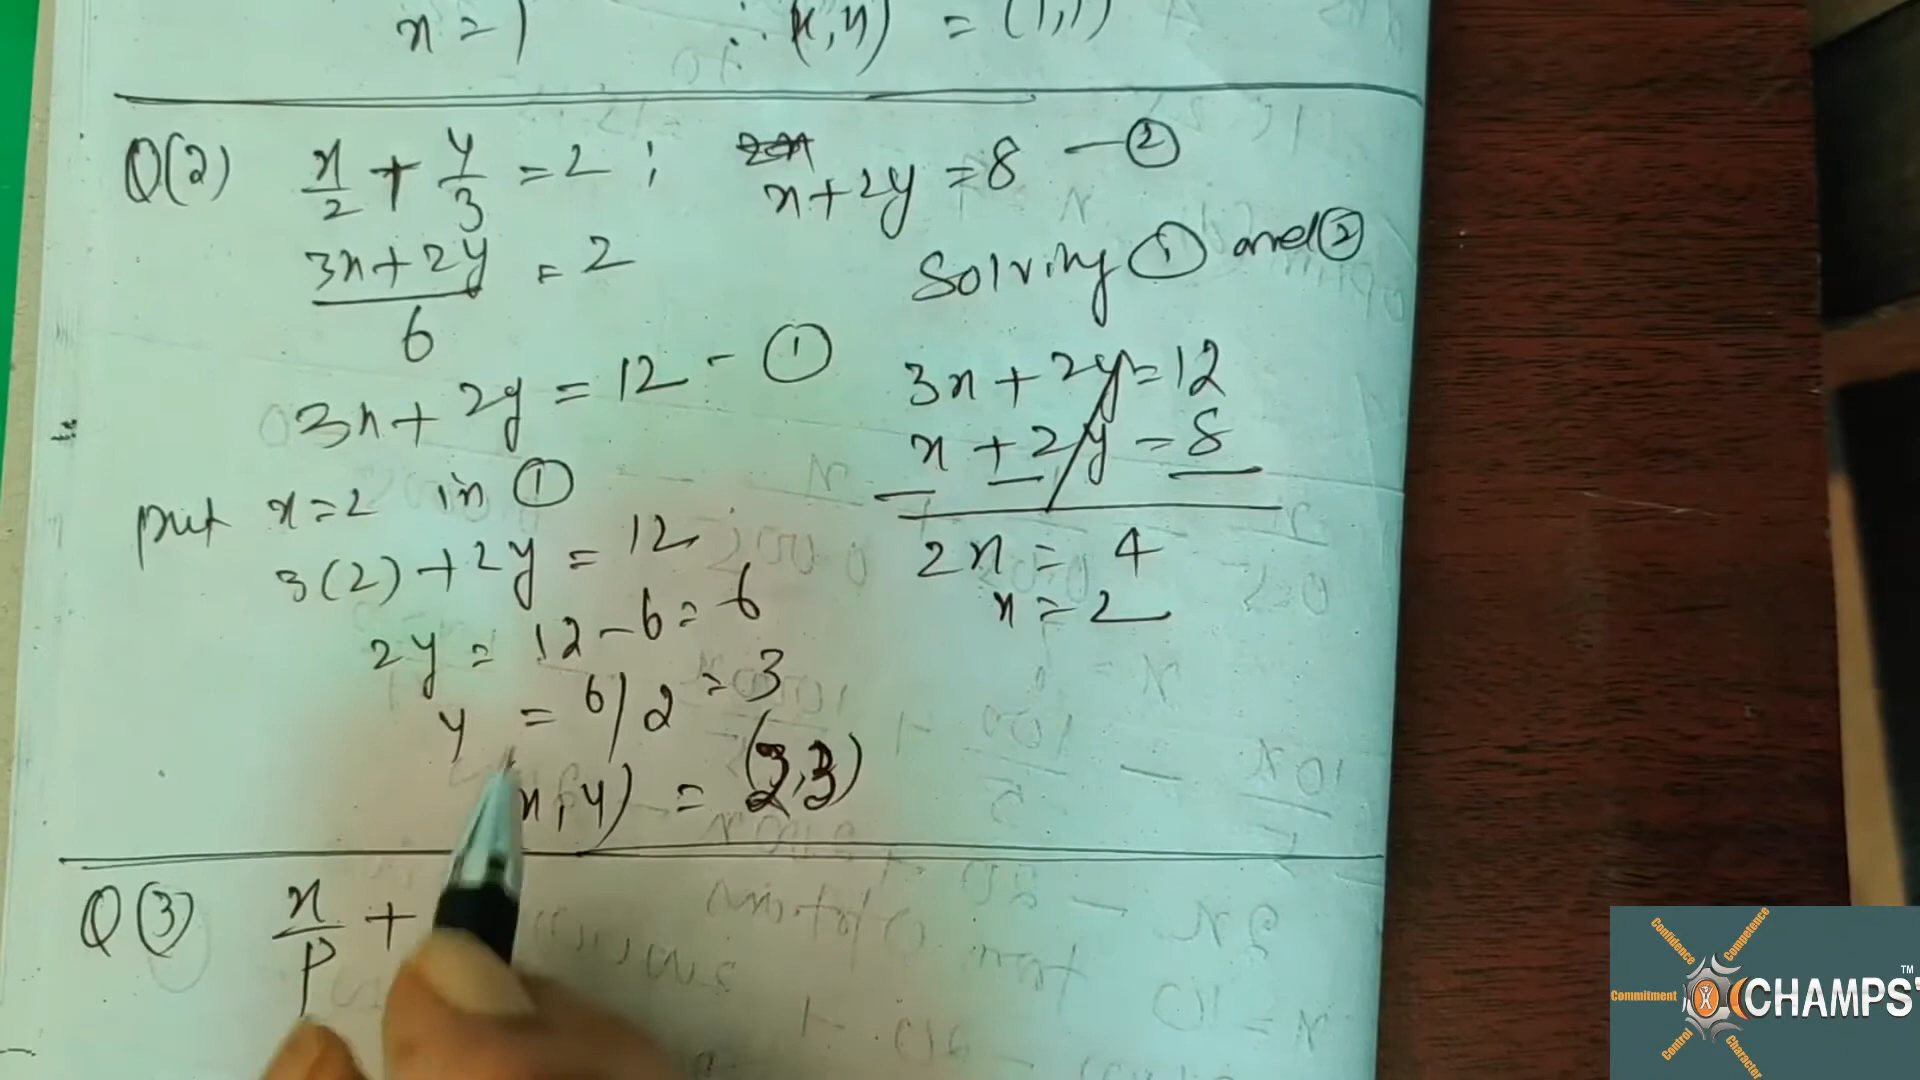 x = 1 ∴ (x, y) = (1, 1)
Q(2) x/2 + y/3 = 2 ; x + 2y = 8 — ②
(3x + 2y)/6 = 2
Solving ① and ②
3x + 2y = 12 - ①
3x + 2y = 12
x + 2y = 8
2x = 4
x = 2
put x = 2 in ①
3(2) + 2y = 12
2y = 12 - 6 = 6
y = 6/2 = 3
x, y) = (2, 3)
Q(3) x/p +
Confidence
Competence
Commitment
CHAMPS™
Control
Character